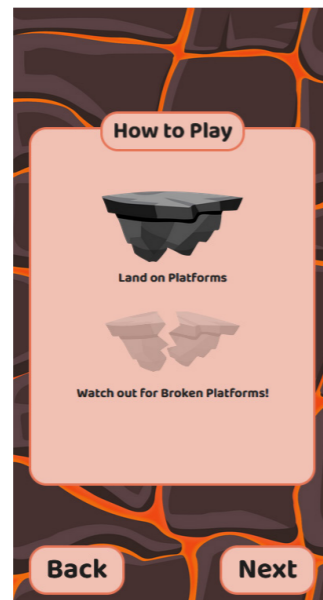 How to Play
Land on Platforms
Watch out for Broken Platforms!
Back
Next